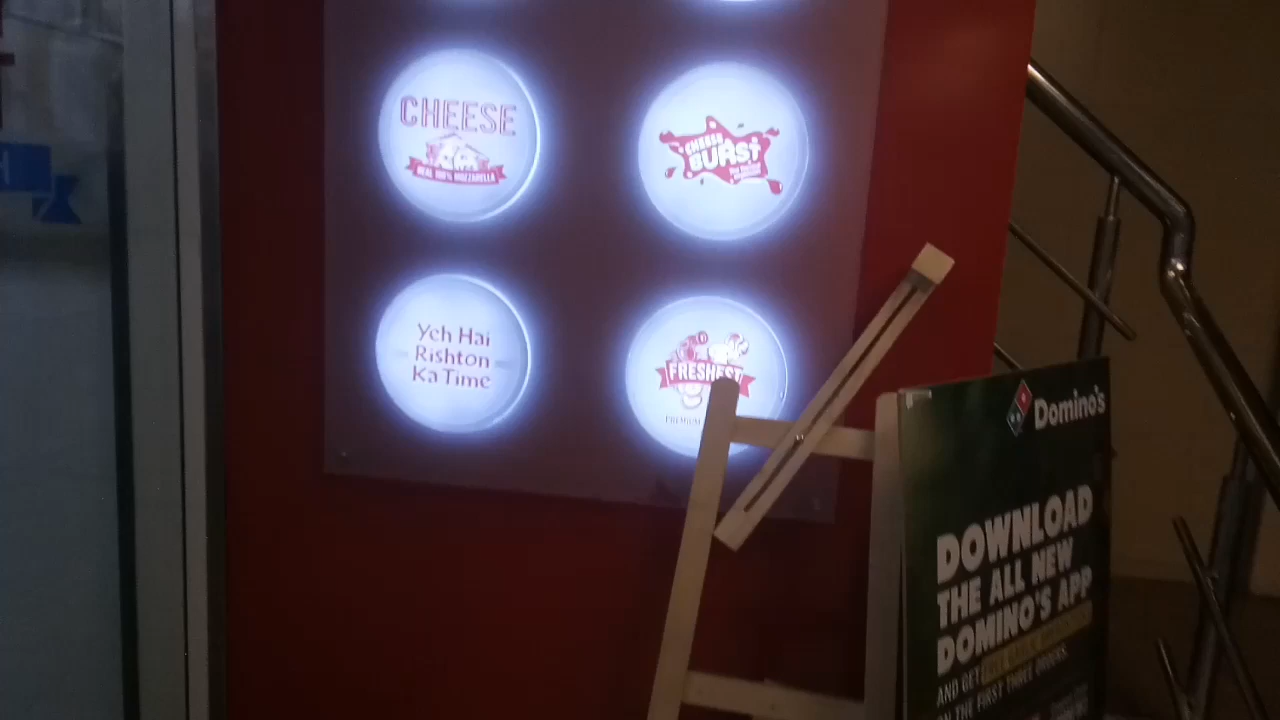 CHEESE
REAL 100% MOZZARELLA
CHEESE
BURST
Yeh Hai
Rishton
Ka Time
FRESHEST
PREMIUM
Domino's
DOWNLOAD
THE ALL NEW
DOMINO'S APP
AND GET
ON THE FIRST THREE ORDERS.